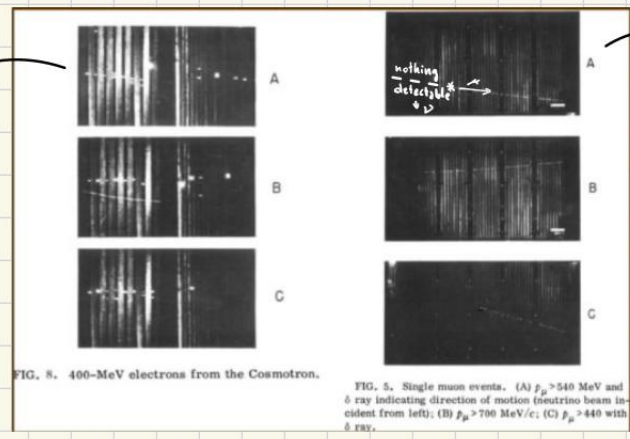 A
B
C
FIG. 8. 400-MeV electrons from the Cosmotron.
nothing
detectable
ν
A
B
C
FIG. 5. Single muon events. (A) pμ >540 MeV and
δ ray indicating direction of motion (neutrino beam in-
cident from left); (B) pμ >700 MeV/c; (C) pμ >440 with
δ ray.